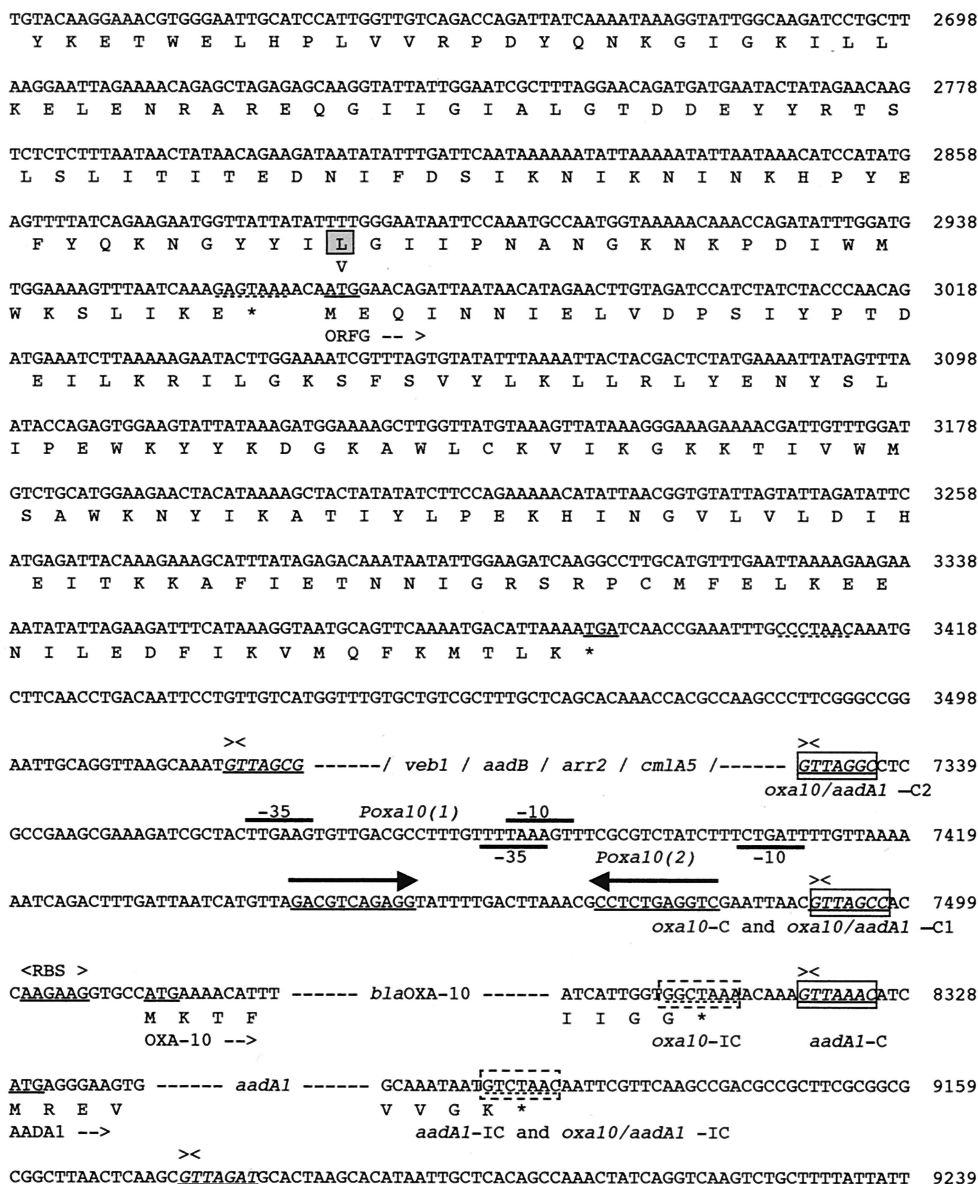 TGTACAAGGAAACGTGGGAATTGCATCCATTGGTTGTCAGACCAGATTATCAAAATAAAGGTATTGGCAAGATCCTGCTT 2698
Y K E T W E L H P L V V R P D Y Q N K G I G K I L L
AAGGAATTAGAAAACAGAGCTAGAGAGCAAGGTATTATTGGAATCGCTTTAGGAACAGATGATGAATACTATAGAACAAG 2778
K E L E N R A R E Q G I I G I A L G T D D E Y Y R T S
TCTCTCTTTAATAACTATAACAGAAGATAATATATTTGATTCAATAAAAAATATTAAAAATATTAATAAACATCCATATG 2858
L S L I T I T E D N I F D S I K N I K N I N K H P Y E
AGTTTTATCAGAAGAATGGTTATTATATTTTGGGAATAATTCCAAATGCCAATGGTAAAAACAAACCAGATATTTGGATG 2938
F Y Q K N G Y Y I L G I I P N A N G K N K P D I W M
V
TGGAAAAGTTTAATCAAAGAGTAAAACAATGGAACAGATTAATAACATAGAACTTGTAGATCCATCTATCTACCCAACAG 3018
W K S L I K E * M E Q I N N I E L V D P S I Y P T D
ORFG -- >
ATGAAATCTTAAAAAGAATACTTGGAAAATCGTTTAGTGTATATTTAAAATTACTACGACTCTATGAAAATTATAGTTTA 3098
E I L K R I L G K S F S V Y L K L L R L Y E N Y S L
ATACCAGAGTGGAAGTATTATAAAGATGGAAAAGCTTGGTTATGTAAAGTTATAAAGGGAAAGAAAACGATTGTTTGGAT 3178
I P E W K Y Y K D G K A W L C K V I K G K K T I V W M
GTCTGCATGGAAGAACTACATAAAAGCTACTATATATCTTCCAGAAAAACATATTAACGGTGTATTAGTATTAGATATTC 3258
S A W K N Y I K A T I Y L P E K H I N G V L V L D I H
ATGAGATTACAAAGAAAGCATTTATAGAGACAAATAATATTGGAAGATCAAGGCCTTGCATGTTTGAATTAAAAGAAGAA 3338
E I T K K A F I E T N N I G R S R P C M F E L K E E
AATATATTAGAAGATTTCATAAAGGTAATGCAGTTCAAAATGACATTAAAATGATCAACCGAAATTTGCCCTAACAAATG 3418
N I L E D F I K V M Q F K M T L K *
CTTCAACCTGACAATTCCTGTTGTCATGGTTTGTGCTGTCGCTTTGCTCAGCACAAACCACGCCAAGCCCTTCGGGCCGG 3498
>< ><
AATTGCAGGTTAAGCAAATGTTAGCG ------/ veb1 / aadB / arr2 / cmlA5 /------ GTTAGGCCTC 7339
oxa10/aadA1 -C2
-35 Poxa10(1) -10
GCCGAAGCGAAAGATCGCTACTTGAAGTGTTGACGCCTTTGTTTTAAAGTTTCGCGTCTATCTTTCTGATTTTGTTAAAA 7419
-35 Poxa10(2) -10
><
AATCAGACTTTGATTAATCATGTTAGACGTCAGAGGTATTTTGACTTAAACGCCTCTGAGGTCGAATTAACGTTAGCCAC 7499
oxa10-C and oxa10/aadA1 -C1
<RBS > ><
CAAGAAGGTGCCATGAAAACATTT ------ blaOXA-10 ------ ATCATTGGTGGCTAAAACAAAGTTAAACATC 8328
M K T F I I G G *
OXA-10 --> oxa10-IC aadA1-C
ATGAGGGAAGTG ------ aadA1 ------ GCAAATAATGTCTAACAATTCGTTCAAGCCGACGCCGCTTCGCGGCG 9159
M R E V V V G K *
AADA1 --> aadA1-IC and oxa10/aadA1 -IC
><
CGGCTTAACTCAAGCGTTAGATGCACTAAGCACATAATTGCTCACAGCCAAACTATCAGGTCAAGTCTGCTTTTATTATT 9239